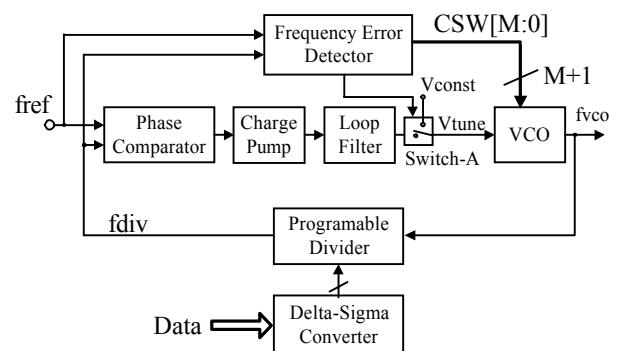 CSW[M:0]
Frequency Error
Detector
M+1
Vconst
fref
Phase
Comparator
Charge
Pump
Loop
Filter
Vtune
VCO
fvco
Switch-A
fdiv
Programable
Divider
Data
Delta-Sigma
Converter